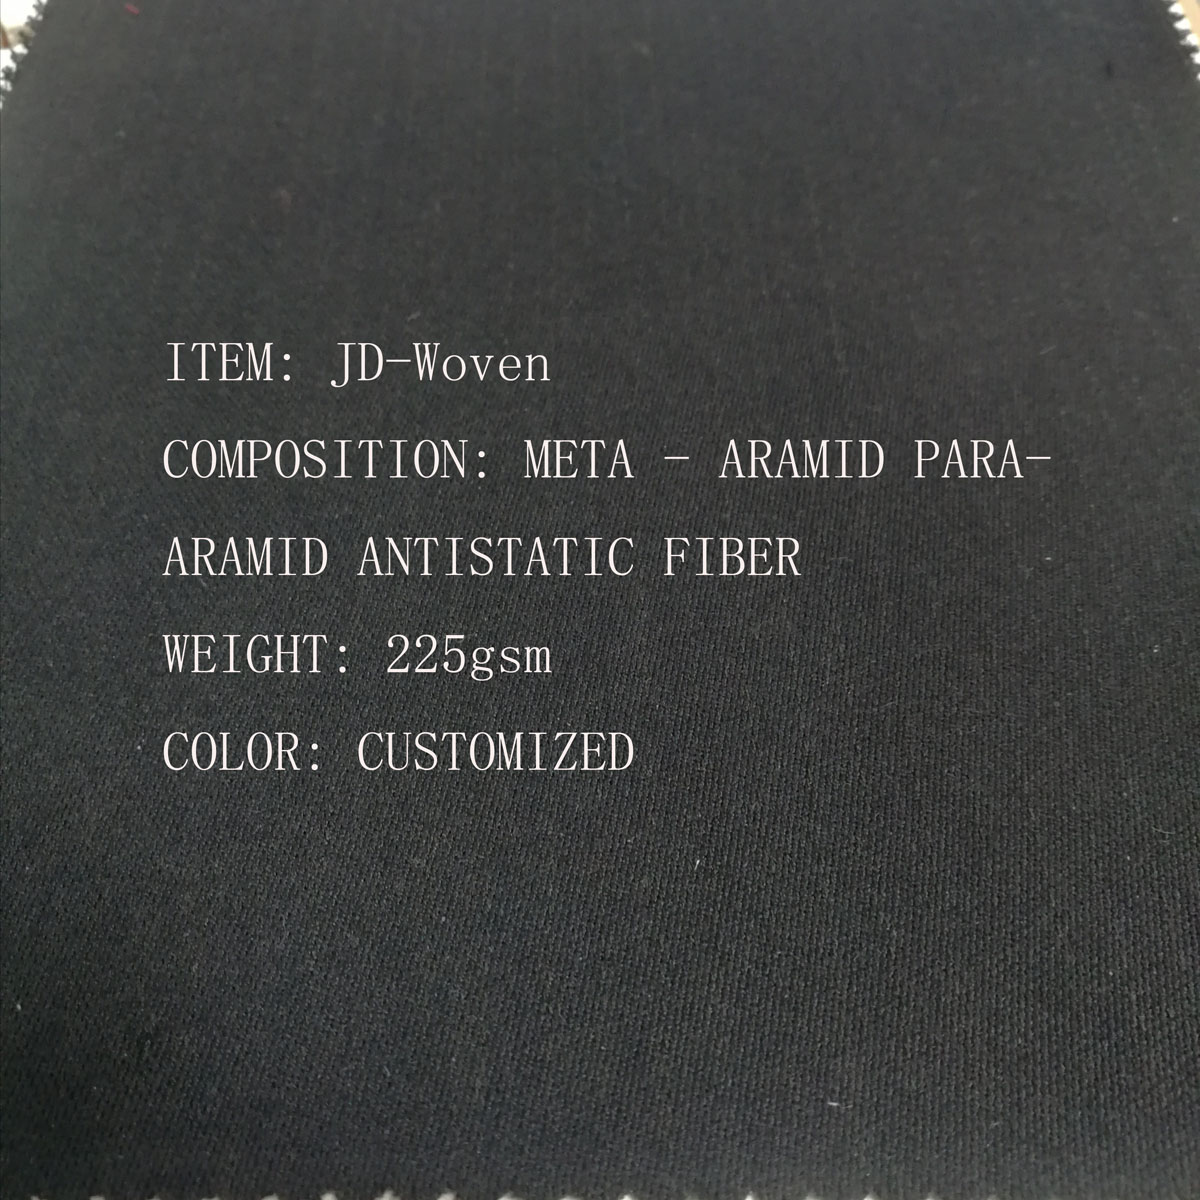 ITEM: JD-Woven
COMPOSITION: META - ARAMID PARA-
ARAMID ANTISTATIC FIBER
WEIGHT: 225gsm
COLOR: CUSTOMIZED